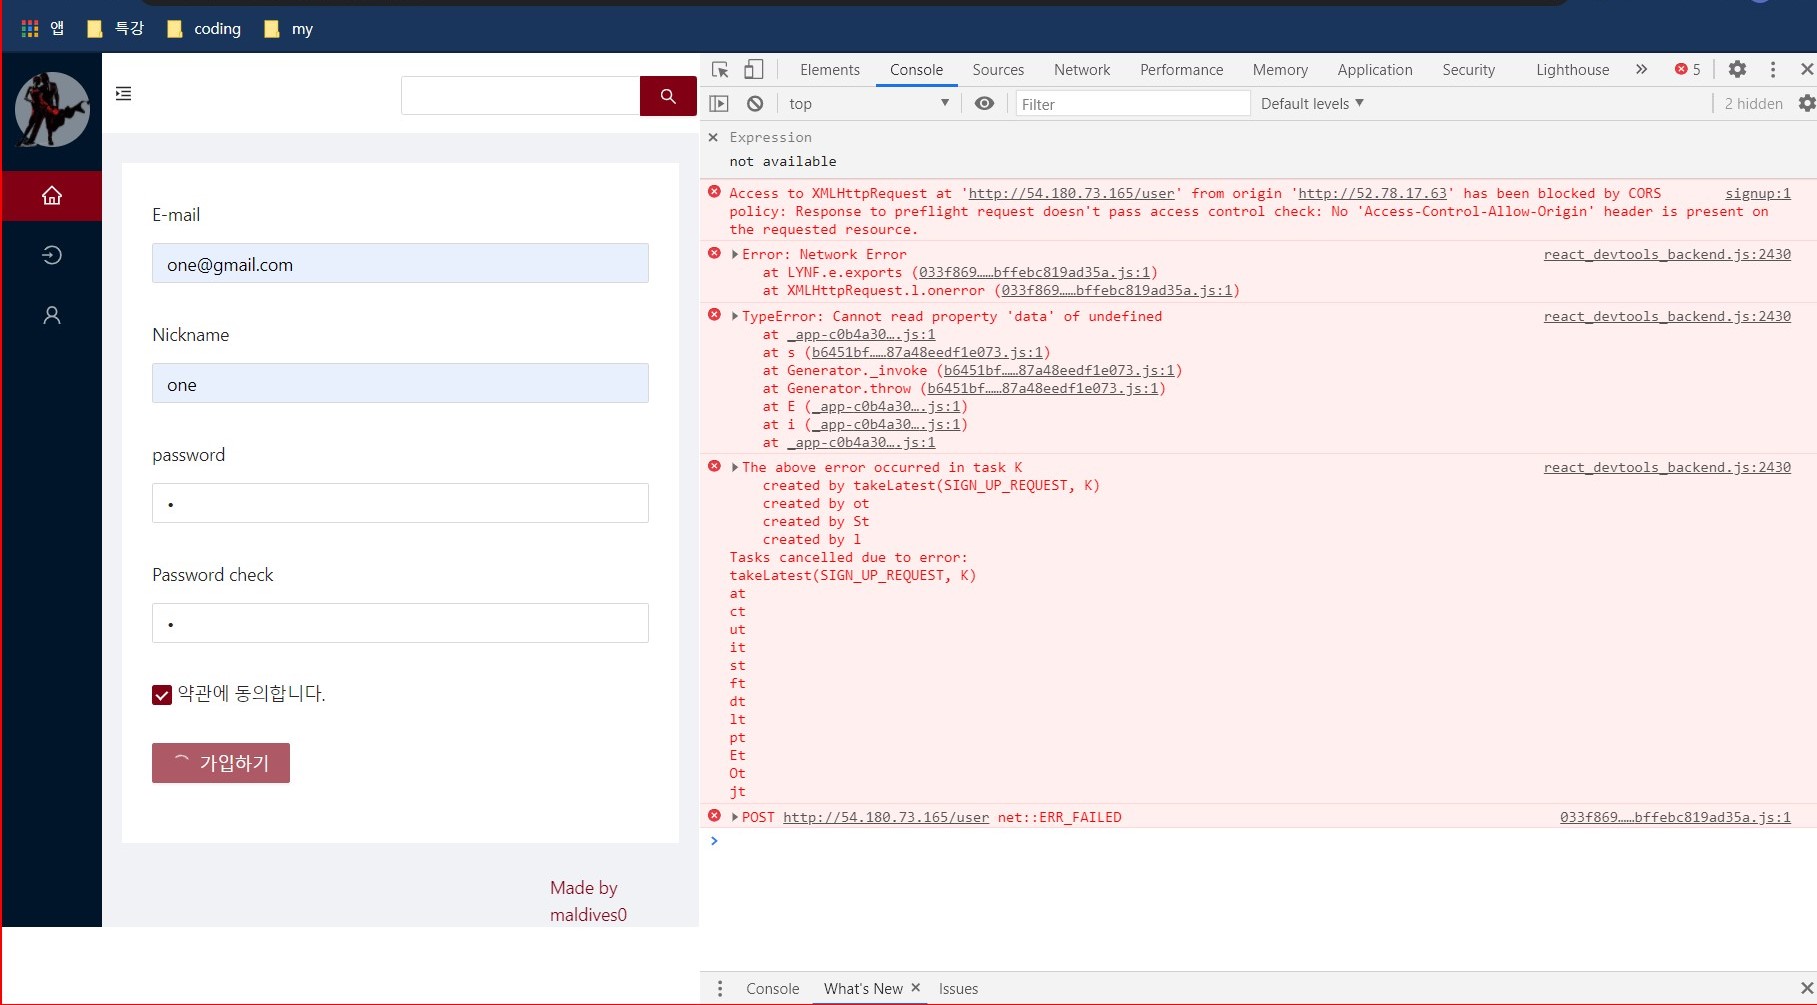 앱 특강 coding my
E-mail
one@gmail.com
Nickname
one
password
•
Password check
•
약관에 동의합니다.
가입하기
Made by
maldives0
Elements Console Sources Network Performance Memory Application Security Lighthouse » 5
top Filter Default levels 2 hidden
Expression
not available
Access to XMLHttpRequest at 'http://54.180.73.165/user' from origin 'http://52.78.17.63' has been blocked by CORS signup:1
policy: Response to preflight request doesn't pass access control check: No 'Access-Control-Allow-Origin' header is present on
the requested resource.
Error: Network Error react_devtools_backend.js:2430
at LYNF.e.exports (033f869……bffebc819ad35a.js:1)
at XMLHttpRequest.l.onerror (033f869……bffebc819ad35a.js:1)
TypeError: Cannot read property 'data' of undefined react_devtools_backend.js:2430
at _app-c0b4a30….js:1
at s (b6451bf……87a48eedf1e073.js:1)
at Generator._invoke (b6451bf……87a48eedf1e073.js:1)
at Generator.throw (b6451bf……87a48eedf1e073.js:1)
at E (_app-c0b4a30….js:1)
at i (_app-c0b4a30….js:1)
at _app-c0b4a30….js:1
The above error occurred in task K react_devtools_backend.js:2430
created by takeLatest(SIGN_UP_REQUEST, K)
created by ot
created by St
created by l
Tasks cancelled due to error:
takeLatest(SIGN_UP_REQUEST, K)
at
ct
ut
it
st
ft
dt
lt
pt
Et
Ot
jt
POST http://54.180.73.165/user net::ERR_FAILED 033f869……bffebc819ad35a.js:1
Console What's New Issues